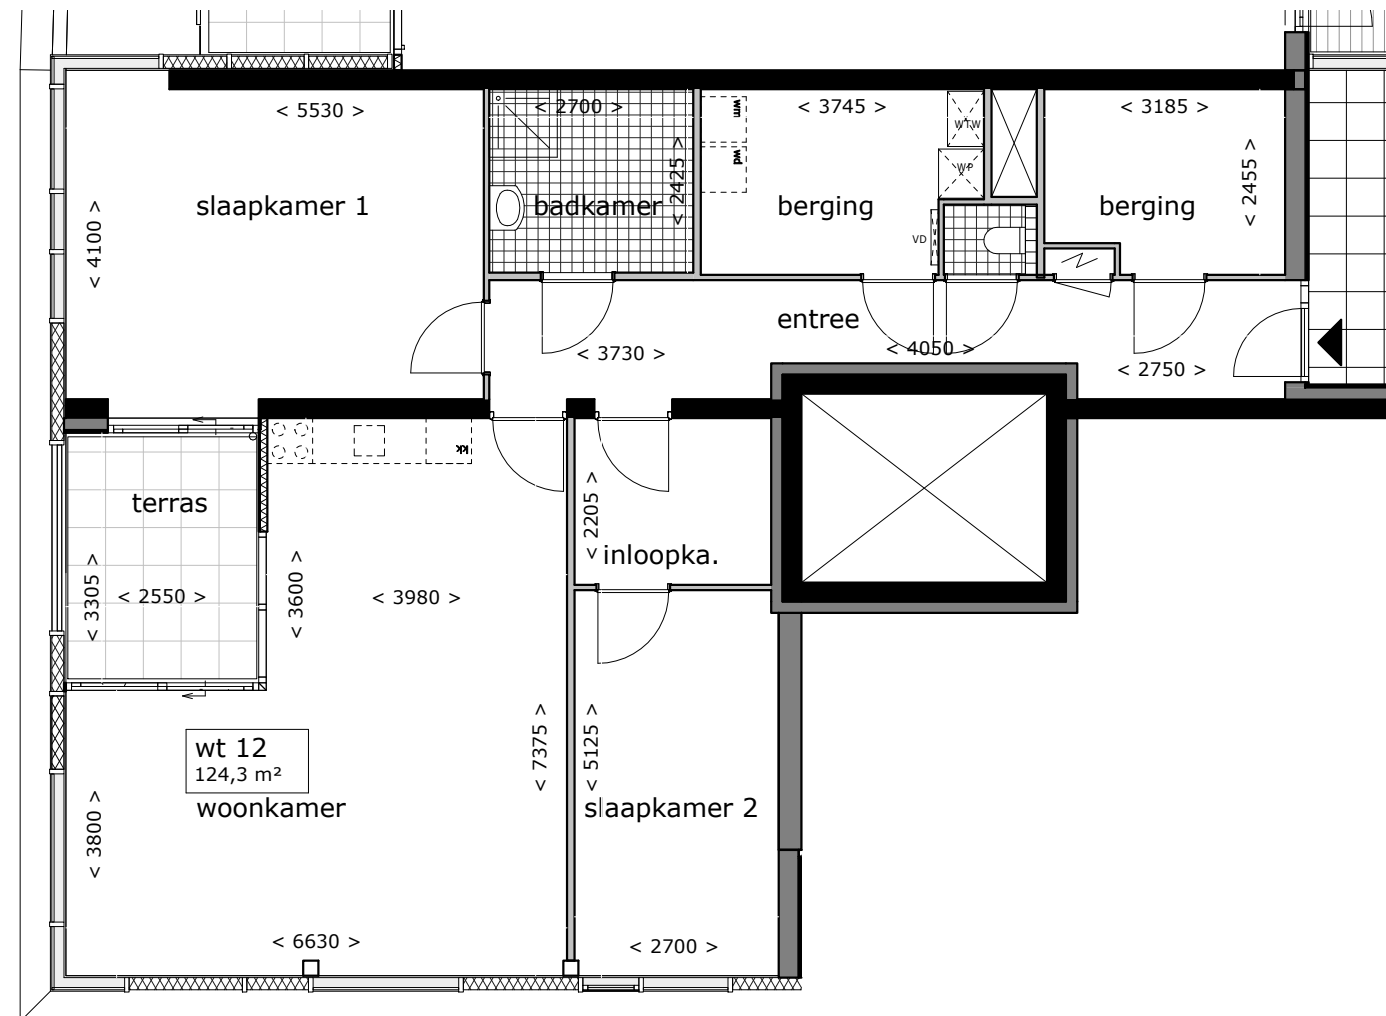 < 5530 >
< 2700 >
wm
< 3745 >
WTW
< 3185 >
wd
WP
< 2425 >
< 2455 >
slaapkamer 1
badkamer
berging
berging
< 4100 >
VD
entree
< 3730 >
< 4050 >
< 2750 >
kk
terras
< 2205 >
inloopka.
< 3305 >
< 2550 >
< 3600 >
< 3980 >
wt 12
124,3 m²
< 7375 >
< 5125 >
woonkamer
slaapkamer 2
< 3800 >
< 6630 >
< 2700 >